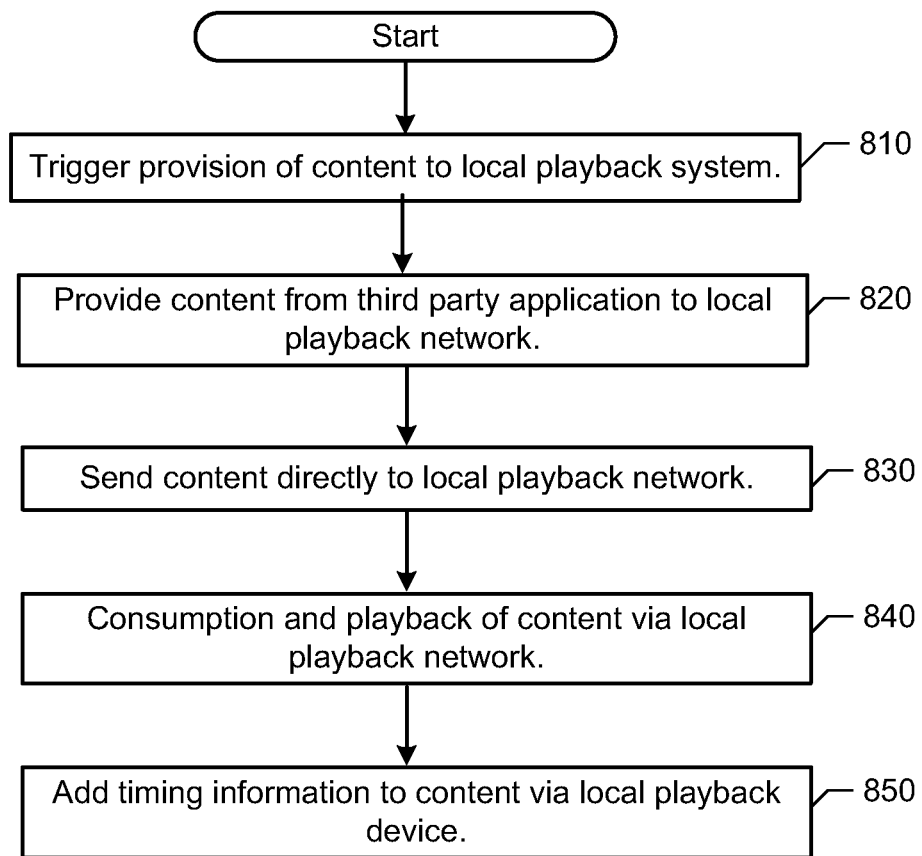 Start
Trigger provision of content to local playback system.
810
Provide content from third party application to local
playback network.
820
Send content directly to local playback network.
830
Consumption and playback of content via local
playback network.
840
Add timing information to content via local playback
device.
850